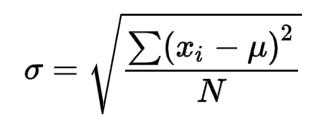 σ = √(∑(xᵢ − μ)² / N)